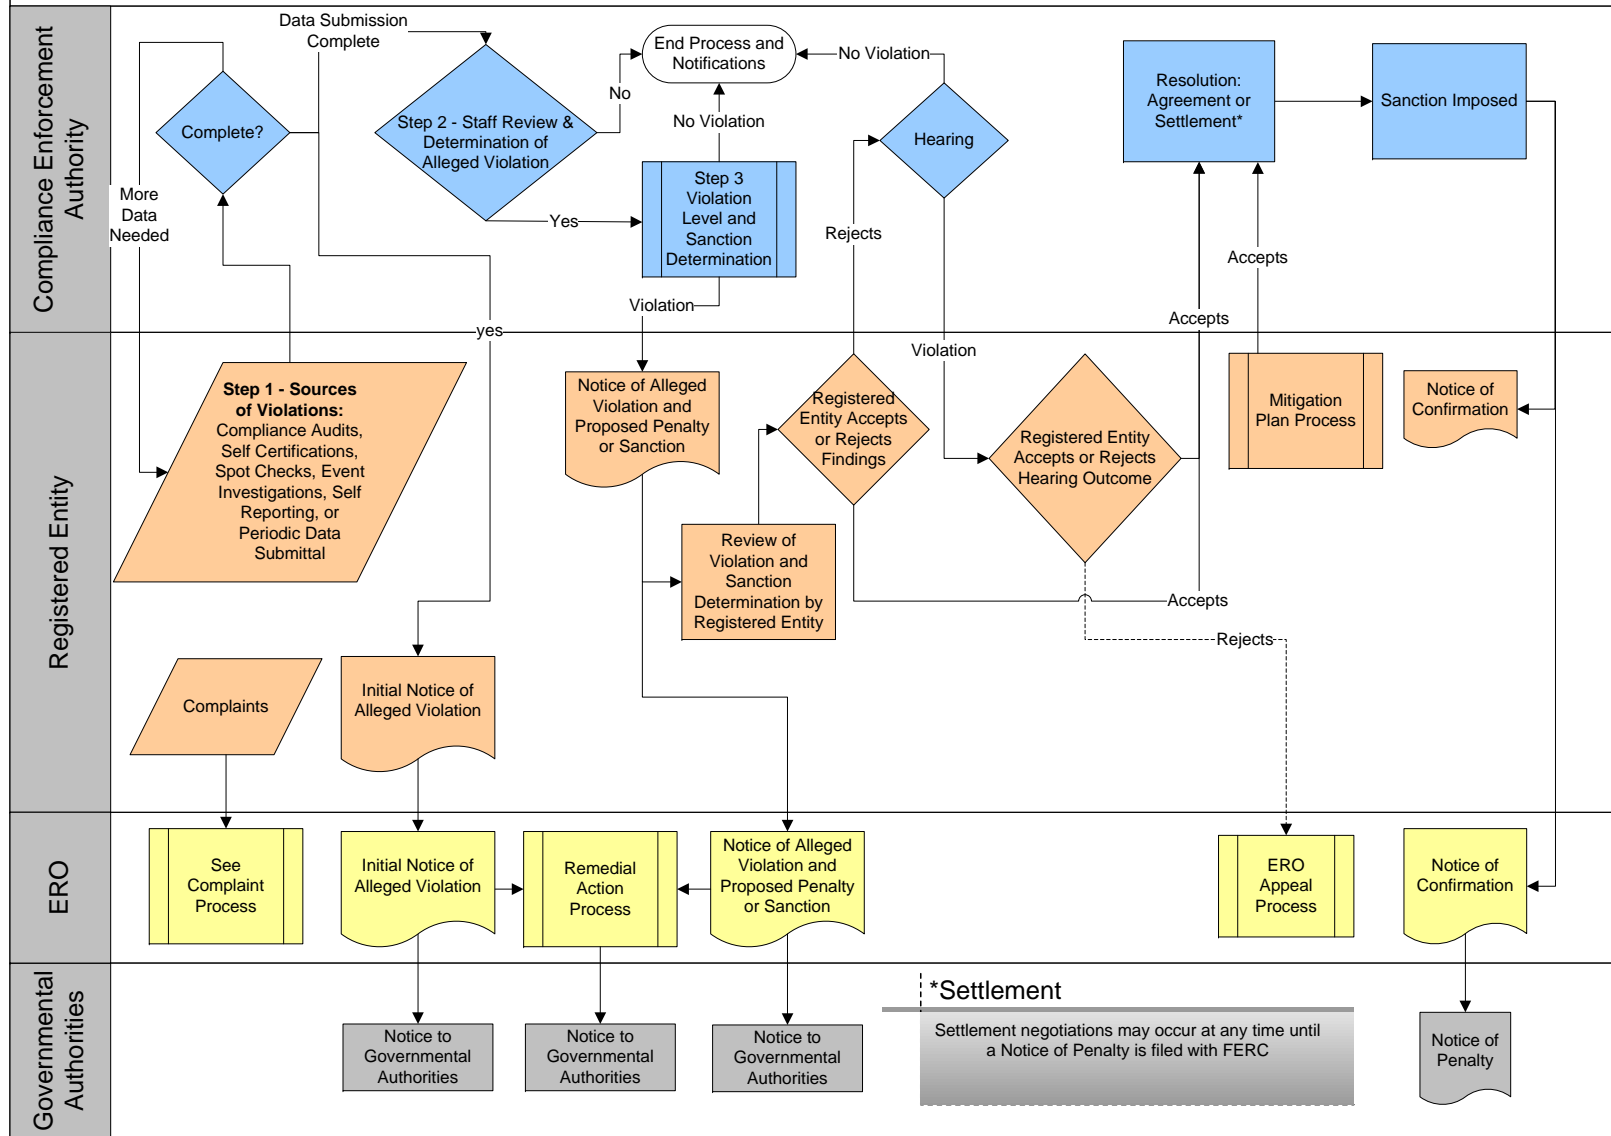 Compliance Enforcement
Authority
Data Submission
Complete
Complete?
More
Data
Needed
Step 2 - Staff Review &
Determination of
Alleged Violation
No
Yes
End Process and
Notifications
No Violation
No Violation
Step 3
Violation
Level and
Sanction
Determination
Violation
Hearing
Rejects
Violation
Resolution:
Agreement or
Settlement*
Sanction Imposed
Accepts
Accepts
yes
Registered Entity
Step 1 - Sources
of Violations:
Compliance Audits,
Self Certifications,
Spot Checks, Event
Investigations, Self
Reporting, or
Periodic Data
Submittal
Notice of Alleged
Violation and
Proposed Penalty
or Sanction
Registered
Entity Accepts
or Rejects
Findings
Registered Entity
Accepts or Rejects
Hearing Outcome
Mitigation
Plan Process
Notice of
Confirmation
Review of
Violation and
Sanction
Determination by
Registered Entity
Accepts
Rejects
Complaints
Initial Notice of
Alleged Violation
ERO
See
Complaint
Process
Initial Notice of
Alleged Violation
Remedial
Action
Process
Notice of Alleged
Violation and
Proposed Penalty
or Sanction
ERO
Appeal
Process
Notice of
Confirmation
Governmental
Authorities
Notice to
Governmental
Authorities
Notice to
Governmental
Authorities
Notice to
Governmental
Authorities
*Settlement
Settlement negotiations may occur at any time until
a Notice of Penalty is filed with FERC
Notice of
Penalty